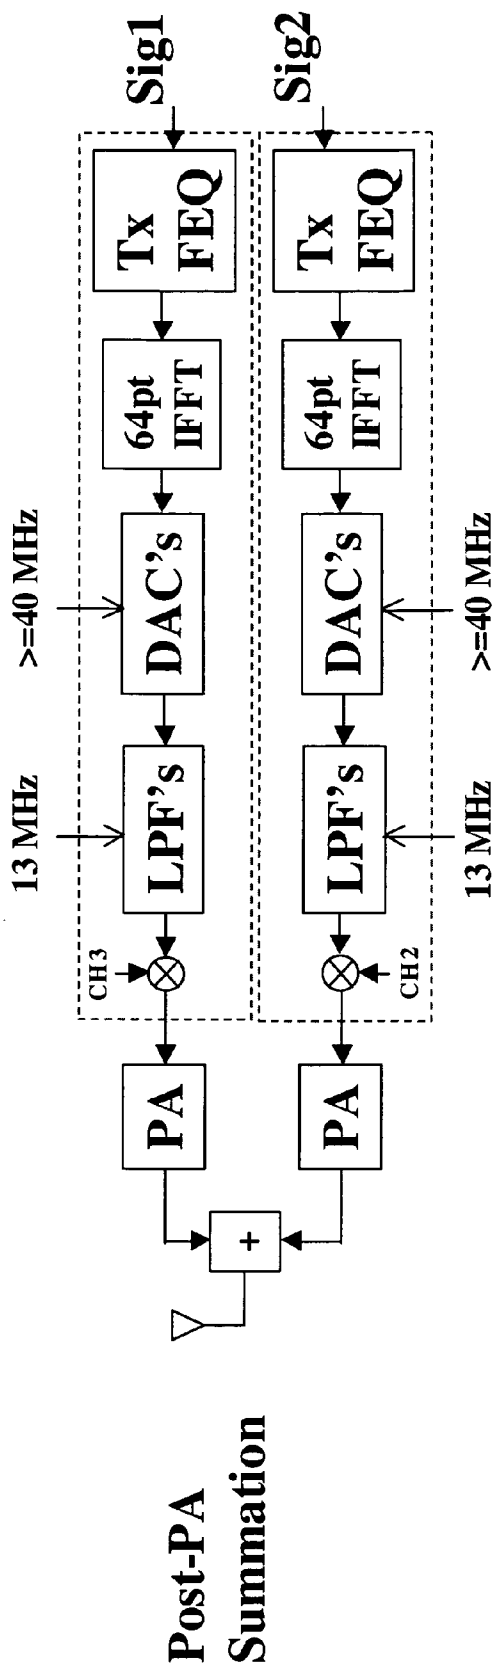 Post-PA
Summation
+
PA
CH3
LPF's
13 MHz
DAC's
>=40 MHz
64pt
IFFT
Tx
FEQ
Sig1
PA
CH2
LPF's
13 MHz
DAC's
>=40 MHz
64pt
IFFT
Tx
FEQ
Sig2